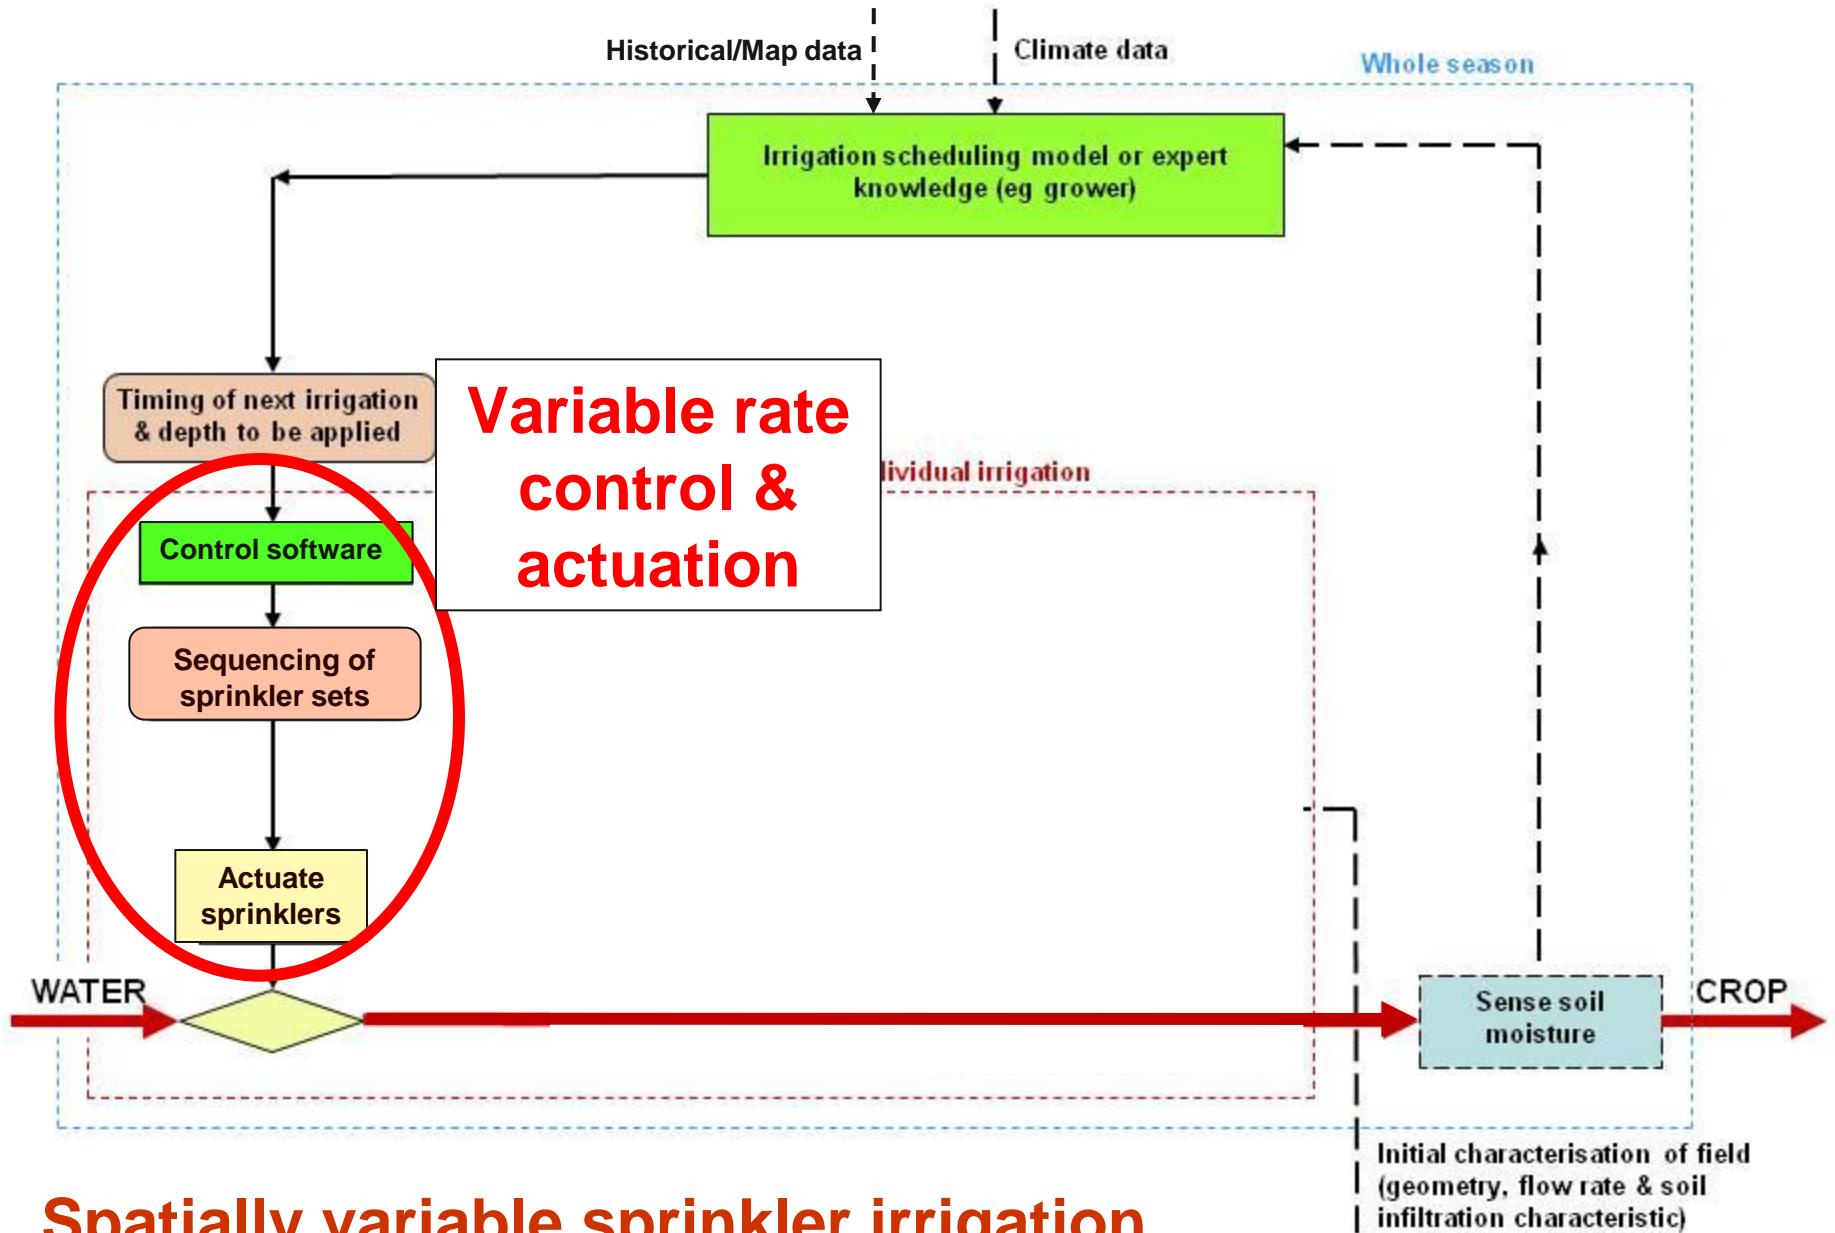 Historical/Map data
Climate data
Whole season
Irrigation scheduling model or expert
knowledge (eg grower)
Timing of next irrigation
& depth to be applied
Variable rate
control &
actuation
irrigation
Control software
Sequencing of
sprinkler sets
Actuate
sprinklers
WATER
Sense soil
moisture
CROP
Initial characterisation of field
(geometry, flow rate & soil
infiltration characteristic)
Spatially variable sprinkler irrigation